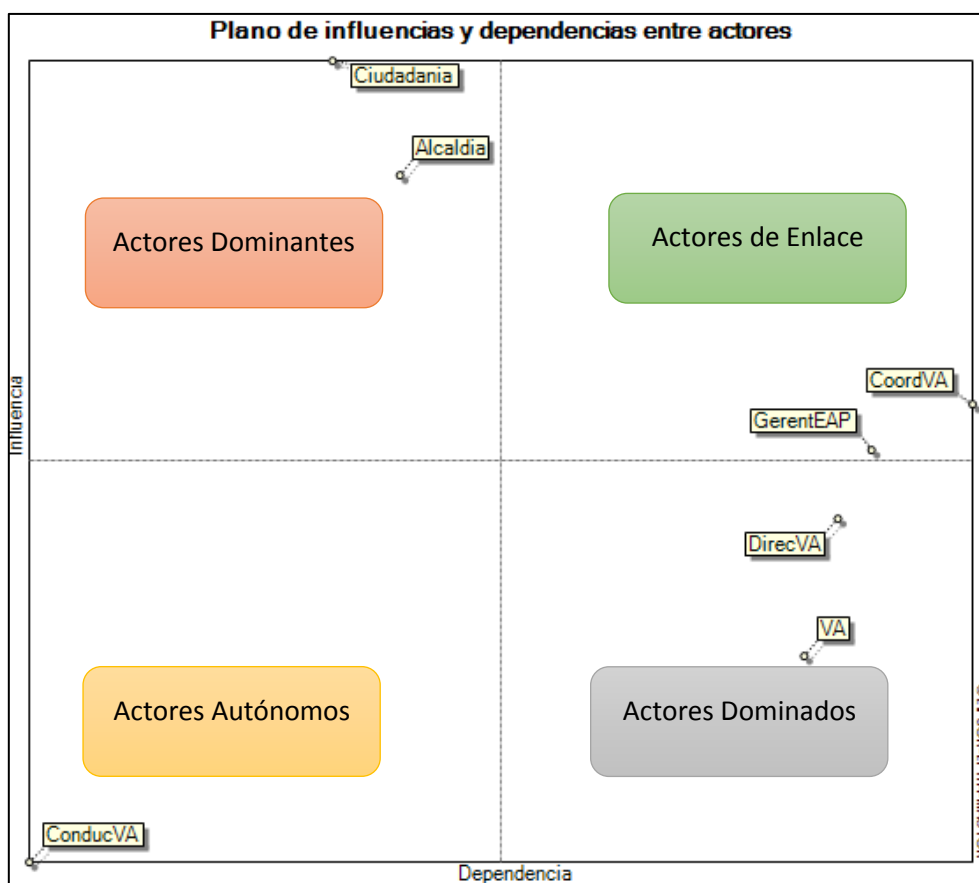 Plano de influencias y dependencias entre actores
Ciudadania
Alcaldia
Actores Dominantes
Actores de Enlace
CoordVA
GerentEAP
Influencia
DirecVA
VA
Actores Autónomos
Actores Dominados
ConducVA
Dependencia